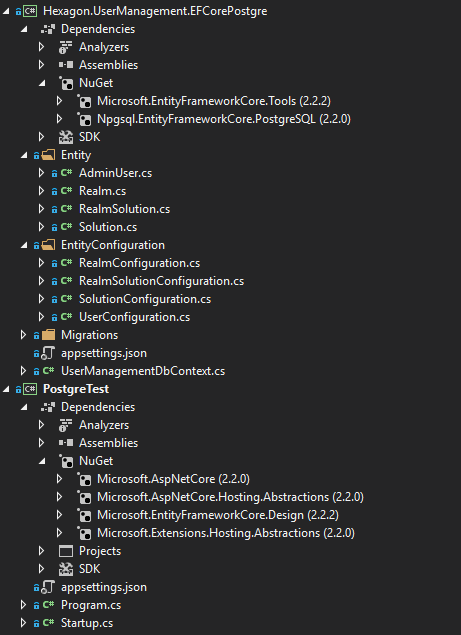 Hexagon.UserManagement.EFCorePostgre
Dependencies
Analyzers
Assemblies
NuGet
Microsoft.EntityFrameworkCore.Tools (2.2.2)
Npgsql.EntityFrameworkCore.PostgreSQL (2.2.0)
SDK
Entity
C# AdminUser.cs
C# Realm.cs
C# RealmSolution.cs
C# Solution.cs
EntityConfiguration
C# RealmConfiguration.cs
C# RealmSolutionConfiguration.cs
C# SolutionConfiguration.cs
C# UserConfiguration.cs
Migrations
appsettings.json
C# UserManagementDbContext.cs
C# PostgreTest
Dependencies
Analyzers
Assemblies
NuGet
Microsoft.AspNetCore (2.2.0)
Microsoft.AspNetCore.Hosting.Abstractions (2.2.0)
Microsoft.EntityFrameworkCore.Design (2.2.2)
Microsoft.Extensions.Hosting.Abstractions (2.2.0)
Projects
SDK
appsettings.json
C# Program.cs
C# Startup.cs